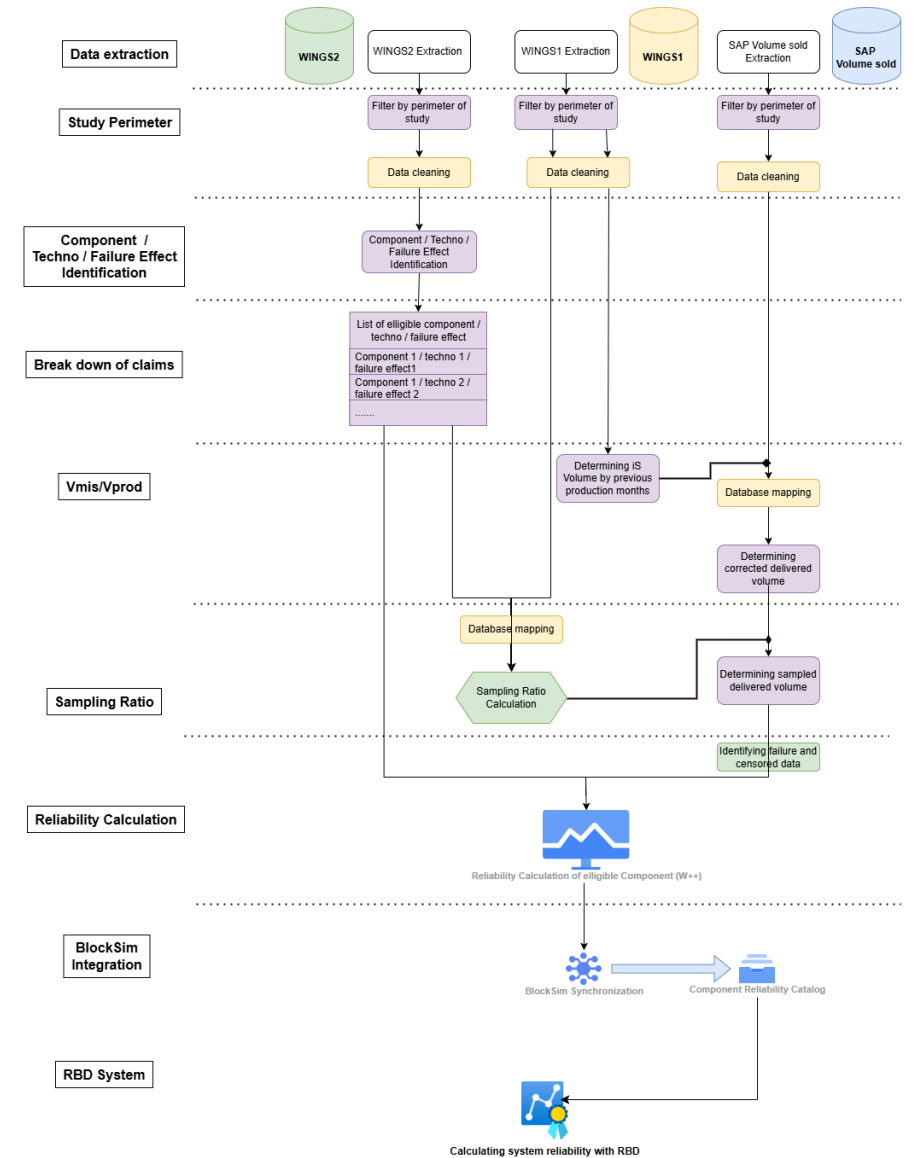 Data extraction
WINGS2
WINGS2 Extraction
WINGS1 Extraction
WINGS1
SAP Volume sold
Extraction
SAP
Volume sold
Study Perimeter
Filter by perimeter of
study
Filter by perimeter of
study
Filter by perimeter of
study
Data cleaning
Data cleaning
Data cleaning
Component /
Techno / Failure Effect
Identification
Component / Techno /
Failure Effect
Identification
Break down of claims
List of elligible component /
techno / failure effect
Component 1 / techno 1 /
failure effect1
Component 1 / techno 2 /
failure effect 2
.......
Vmis/Vprod
Determining iS
Volume by previous
production months
Database mapping
Determining
corrected delivered
volume
Database mapping
Sampling Ratio
Sampling Ratio
Calculation
Determining sampled
delivered volume
Identifying failure and
censored data
Reliability Calculation
Reliability Calculation of elligible Component (W++)
BlockSim
Integration
BlockSim Synchronization
Component Reliability Catalog
RBD System
Calculating system reliability with RBD